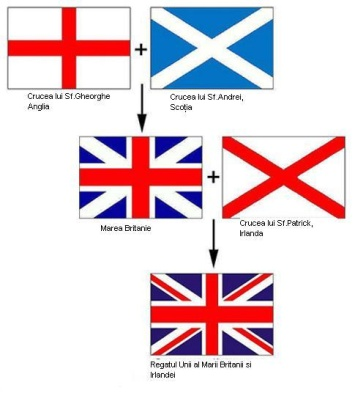 Crucea lui Sf.Gheorghe
Anglia
Crucea lui Sf.Andrei,
Scoția
Marea Britanie
Crucea lui Sf.Patrick,
Irlanda
Regatul Unii al Marii Britanii si
Irlandei